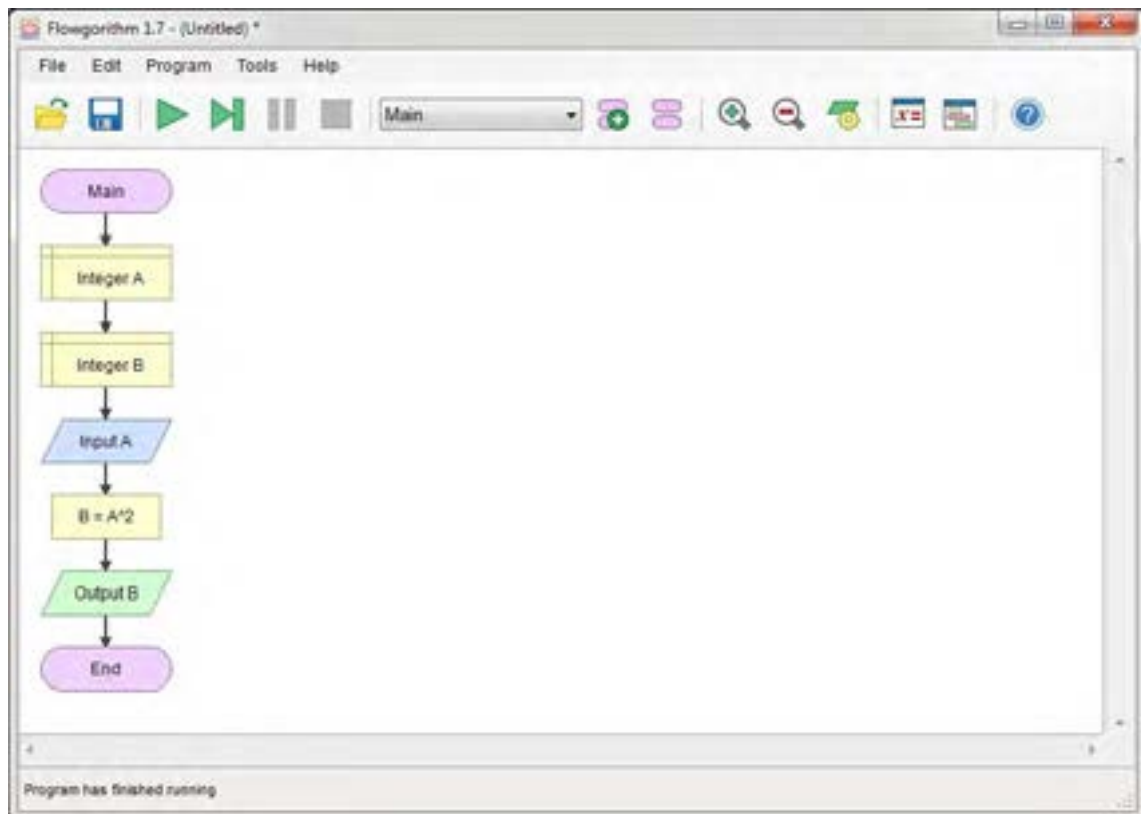 Flowgorithm 1.7 - (Untitled) *
File Edit Program Tools Help
Main
x=
Main
Integer A
Integer B
Input A
B = A^2
Output B
End
Program has finished running